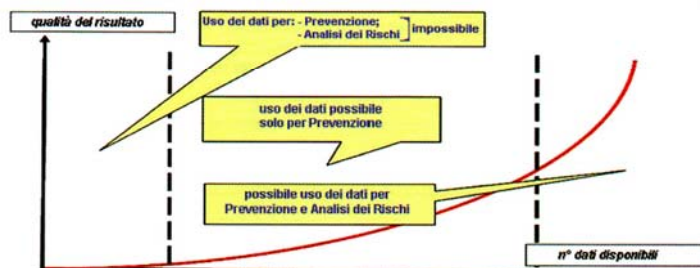 qualità del risultato
Uso dei dati per: - Prevenzione;
- Analisi dei Rischi
impossibile
uso dei dati possibile
solo per Prevenzione
possibile uso dei dati per
Prevenzione e Analisi dei Rischi
n° dati disponibili